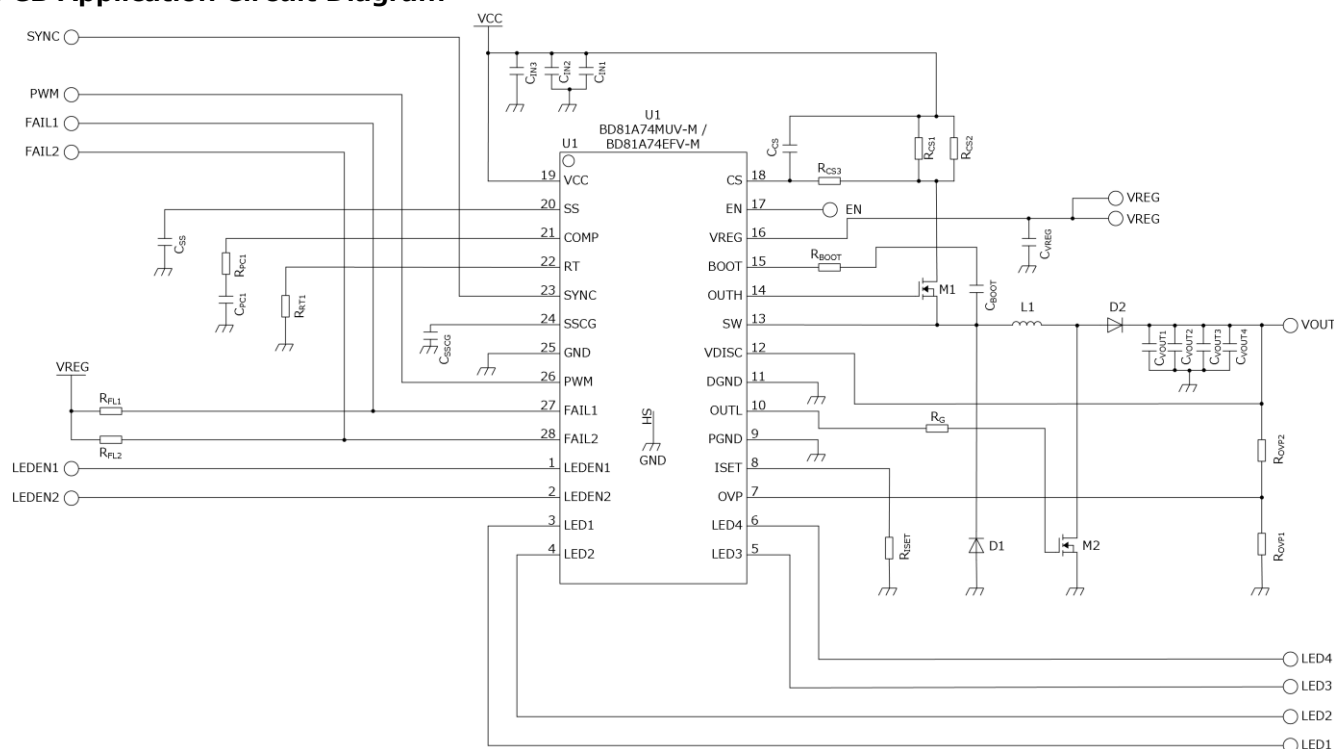 CB Application Circuit Diagram
VCC
SYNC
PWM
FAIL1
FAIL2
CIN3
CIN2
CIN1
U1
BD81A74MUV-M /
BD81A74EFV-M
U1
CCS
RCS1
RCS2
RCS3
19 VCC
20 SS
21 COMP
22 RT
23 SYNC
24 SSCG
25 GND
26 PWM
27 FAIL1
28 FAIL2
1 LEDEN1
2 LEDEN2
3 LED1
4 LED2
CS 18
EN 17
VREG 16
BOOT 15
OUTH 14
SW 13
VDISC 12
DGND 11
OUTL 10
PGND 9
ISET 8
OVP 7
LED4 6
LED3 5
SH
GND
EN
VREG
VREG
CVREG
RBOOT
CBOOT
M1
L1
D2
CVOUT1
CVOUT2
CVOUT3
CVOUT4
VOUT
CSS
RPC1
CPC1
RRT1
CSSCG
VREG
RFL1
RFL2
LEDEN1
LEDEN2
RG
RISET
D1
M2
ROVP2
ROVP1
LED4
LED3
LED2
LED1